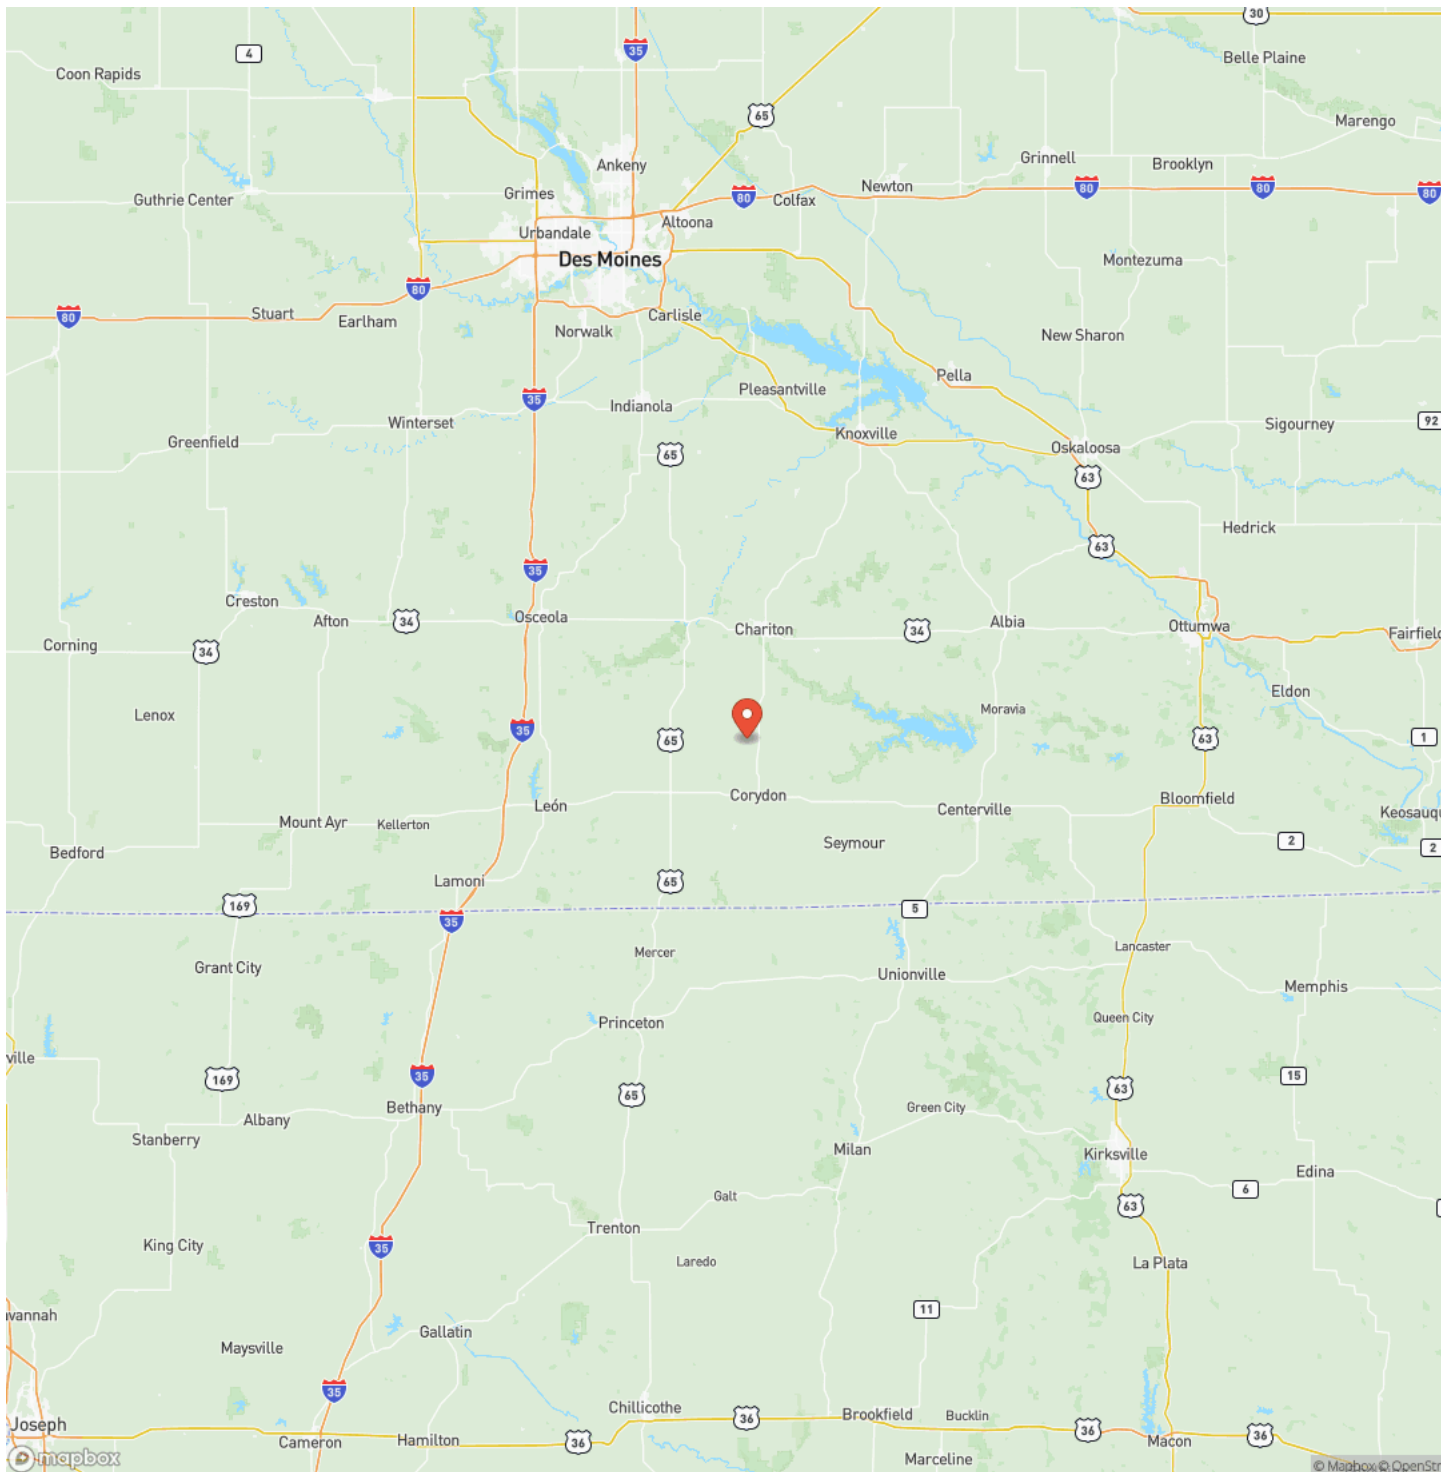 30
4
35
Belle Plaine
Coon Rapids
65
Marengo
Ankeny
Grinnell
Brooklyn
Grimes
Newton
80
80
80
80
Guthrie Center
Colfax
Altoona
Urbandale
Des Moines
Montezuma
80
80
Stuart
Earlham
Carlisle
Norwalk
New Sharon
Pella
Pleasantville
35
Indianola
Winterset
Knoxville
Sigourney
92
Greenfield
Oskaloosa
65
63
Hedrick
63
35
Creston
Osceola
Afton
34
Chariton
34
Albia
Ottumwa
Fairfield
Corning
34
Eldon
Lenox
Moravia
35
65
63
1
Corydon
León
Bloomfield
Centerville
Keosauqu
Mount Ayr
Kellerton
Seymour
2
2
Bedford
Lamoni
65
169
5
35
Lancaster
Mercer
Grant City
Unionville
Memphis
Princeton
Queen City
ville
35
169
15
63
65
Bethany
Green City
Albany
Stanberry
Milan
Kirksville
Edina
6
Galt
63
Trenton
King City
35
Laredo
La Plata
11
avannah
Gallatin
Maysville
35
Chillicothe
Brookfield
Bucklin
36
Joseph
36
36
Cameron
Hamilton
36
Macon
Marceline
mapbox
© Mapbox © OpenStr